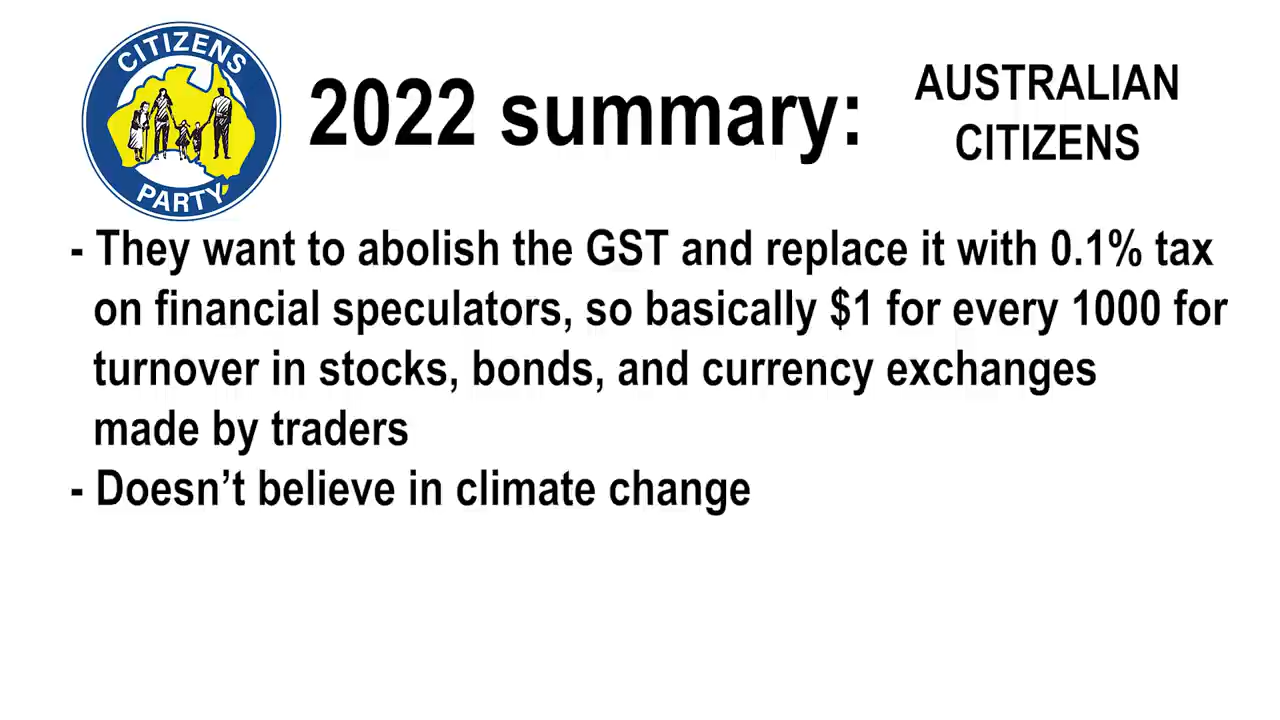 CITIZENS
PARTY
2022 summary:
AUSTRALIAN
CITIZENS
- They want to abolish the GST and replace it with 0.1% tax
on financial speculators, so basically $1 for every 1000 for
turnover in stocks, bonds, and currency exchanges
made by traders
- Doesn’t believe in climate change